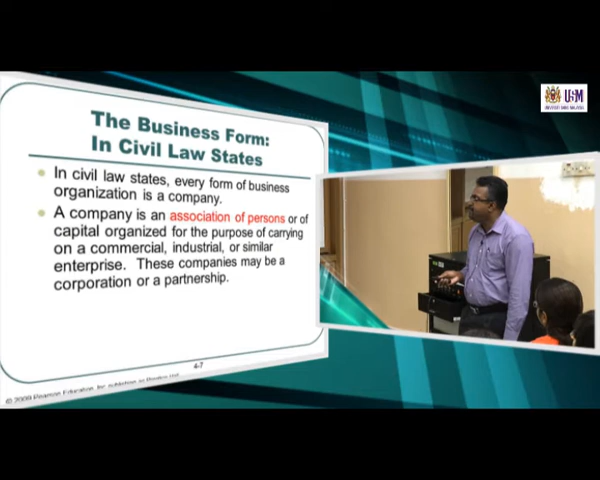 USM
The Business Form:
In Civil Law States
In civil law states, every form of business
organization is a company.
A company is an association of persons or of
capital organized for the purpose of carrying
on a commercial, industrial, or similar
enterprise. These companies may be a
corporation or a partnership.
4-7
© 2009 Pearson Education, Inc. publishing as Prentice Hall